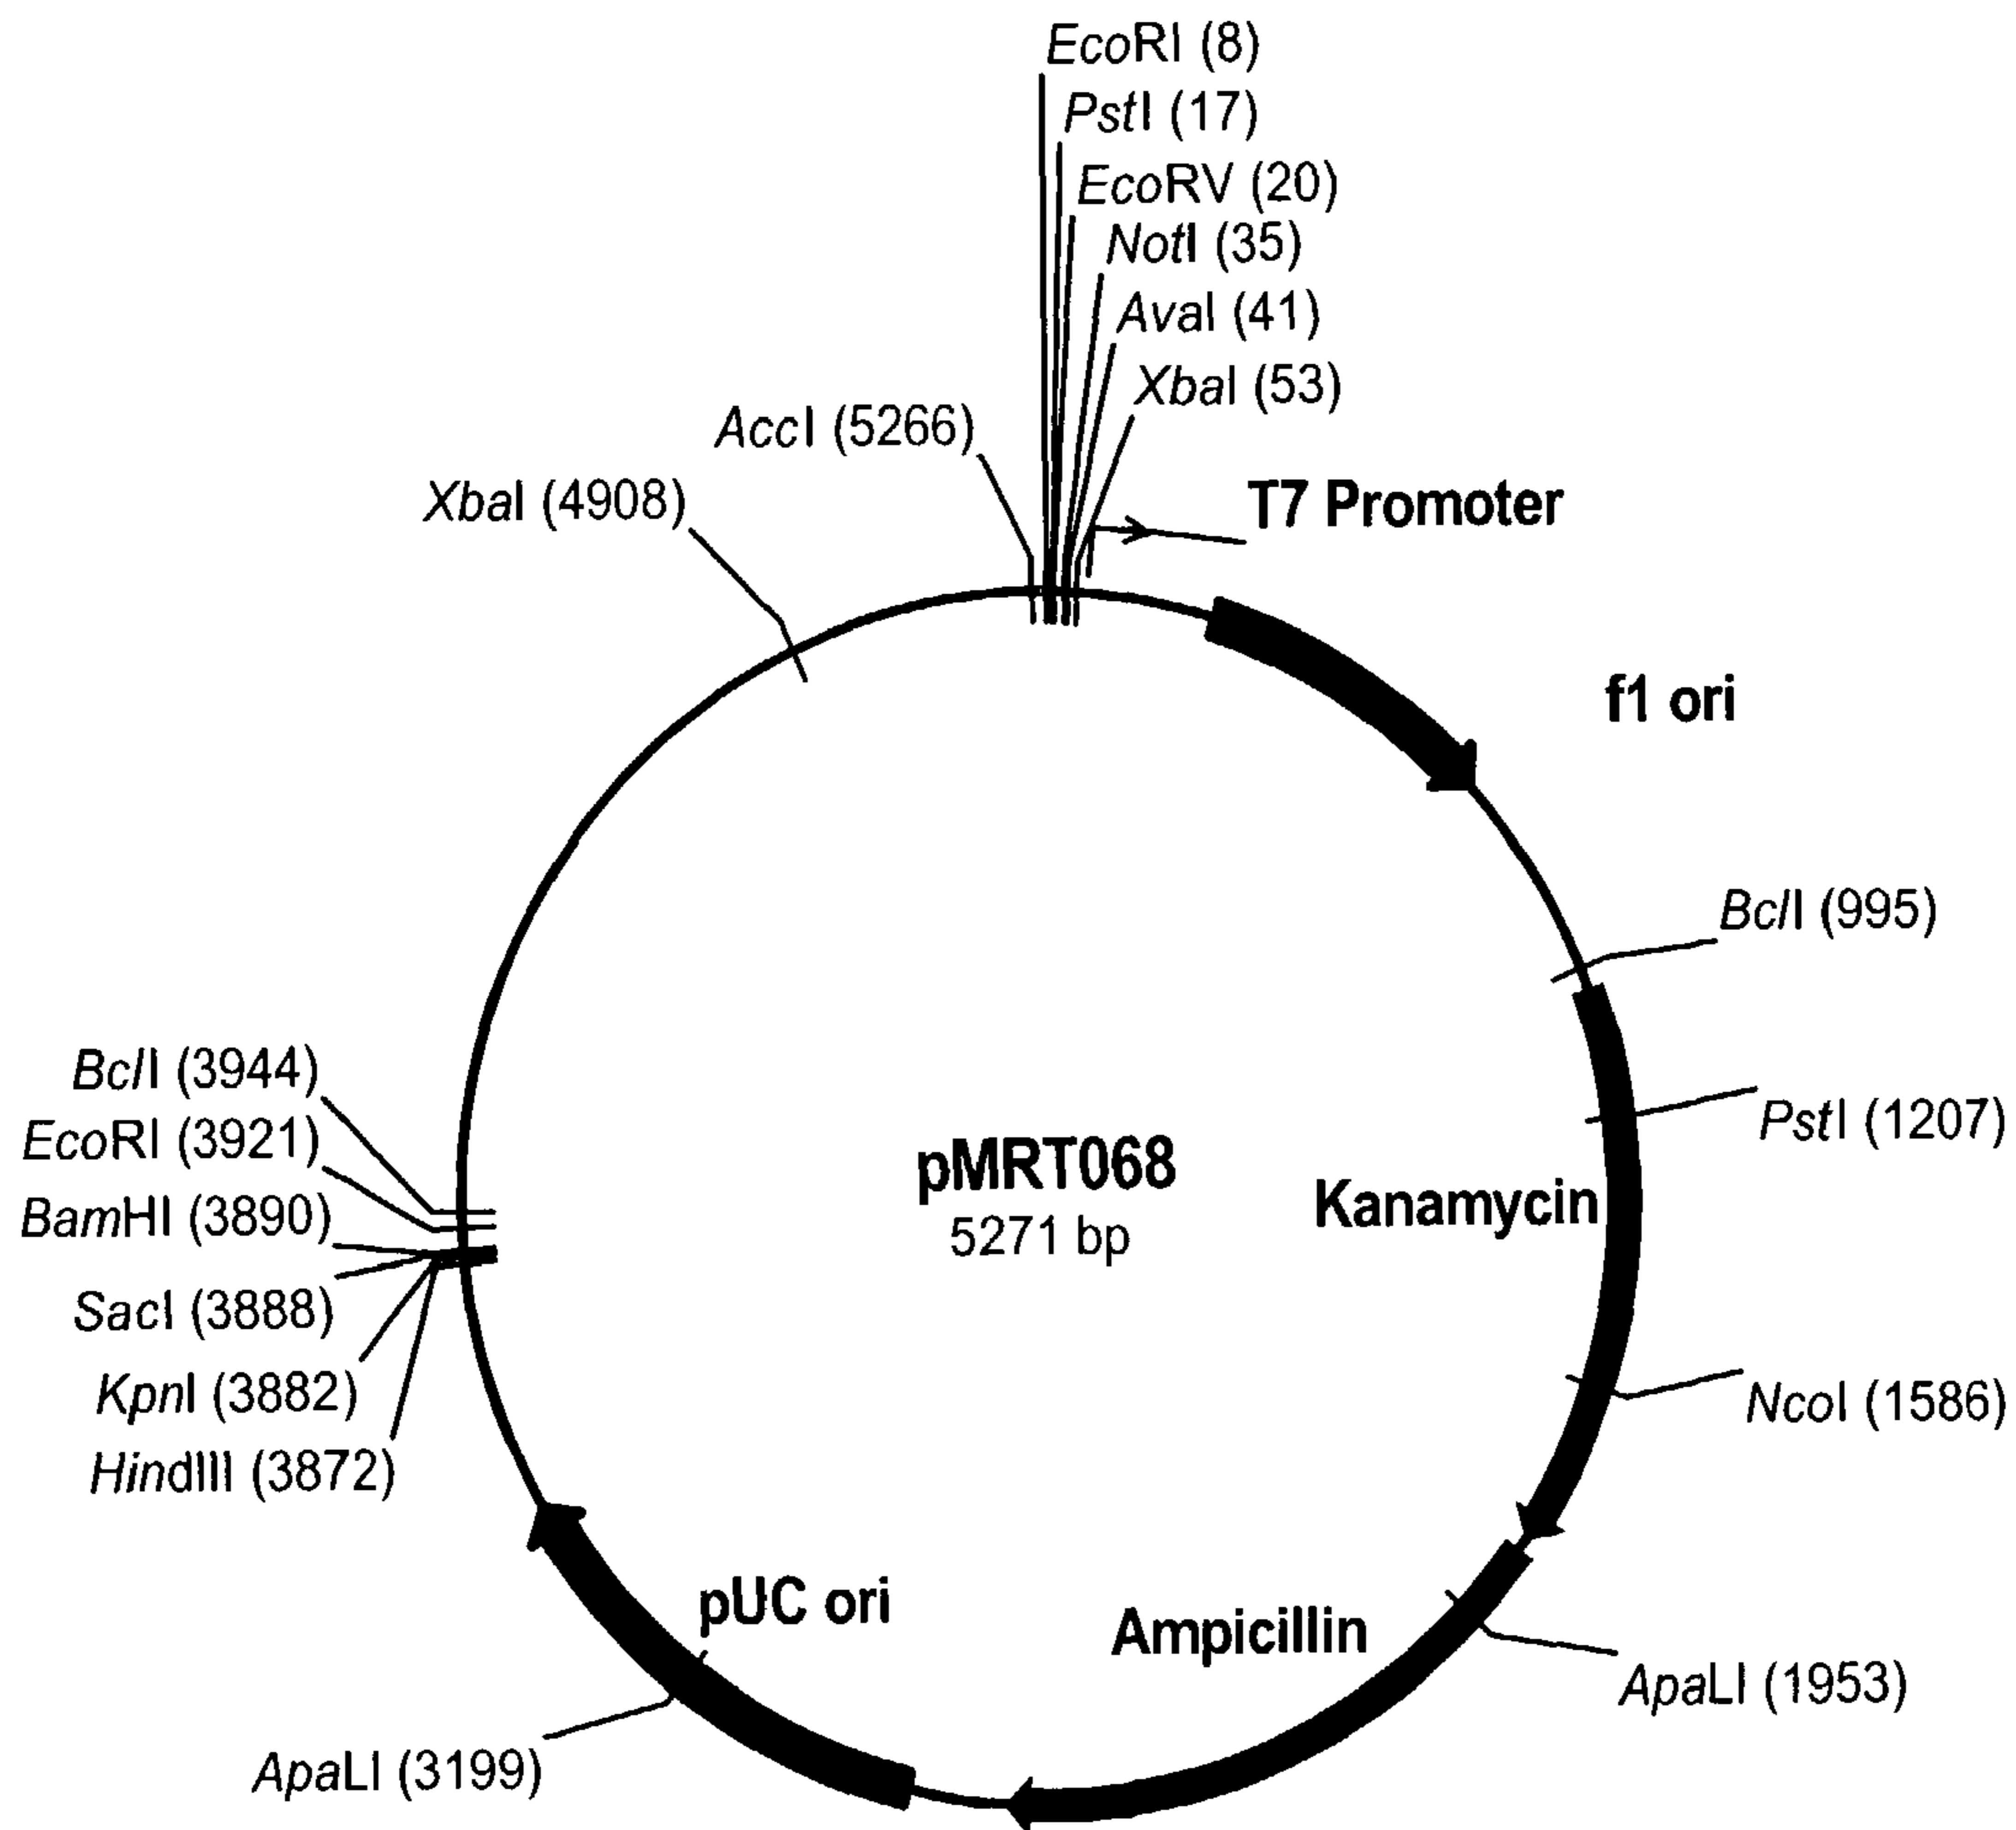 EcoRI (8)
PstI (17)
EcoRV (20)
NotI (35)
AvaI (41)
XbaI (53)
AccI (5266)
XbaI (4908)
T7 Promoter
f1 ori
BclI (995)
BclI (3944)
EcoRI (3921)
BamHI (3890)
SacI (3888)
KpnI (3882)
HindIII (3872)
pMRT068
5271 bp
PstI (1207)
Kanamycin
NcoI (1586)
pUC ori
Ampicillin
ApaLI (1953)
ApaLI (3199)